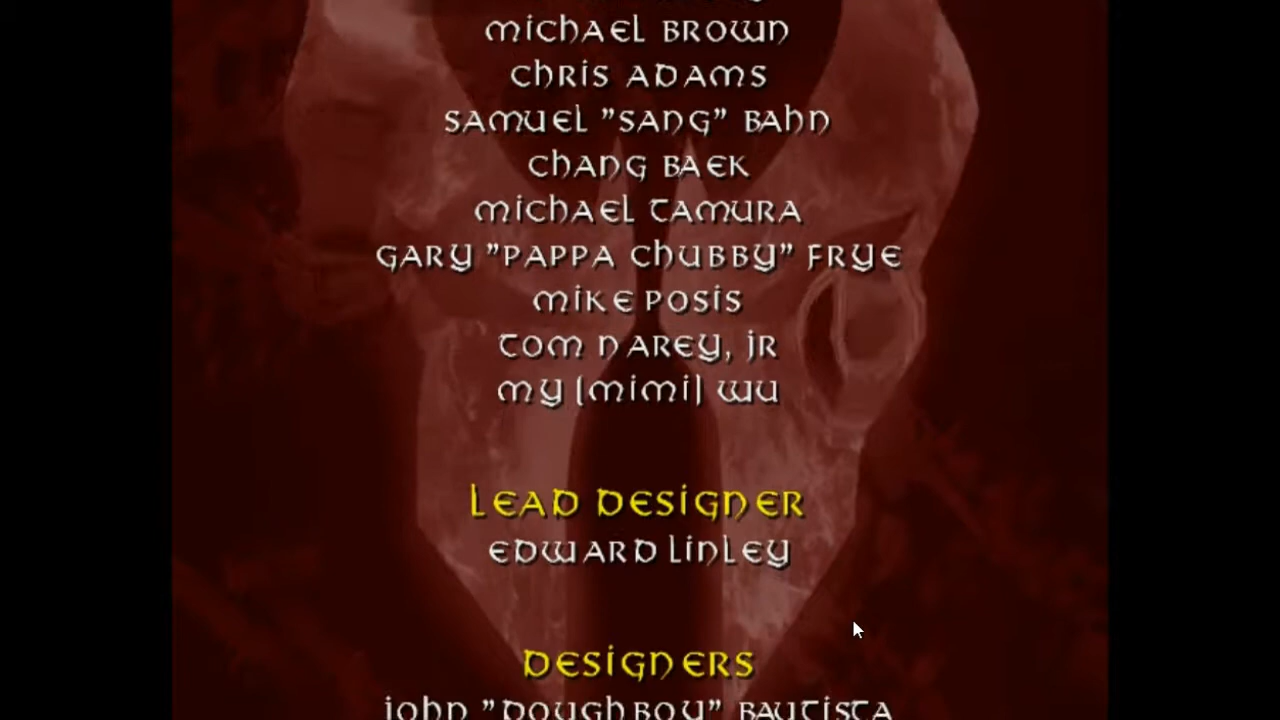 MICHAEL BROWN
CHRIS ADAMS
SAMUEL "SANG" BAHN
CHANG BAEK
MICHAEL TAMURA
GARY "PAPPA CHUBBY" FRYE
MIKE POSIS
TOM NAREY, JR
MY (MIMI) WU
LEAD DESIGNER
EDWARD LINLEY
DESIGNERS
JOHN "DOUGHBOY" BAUTISTA